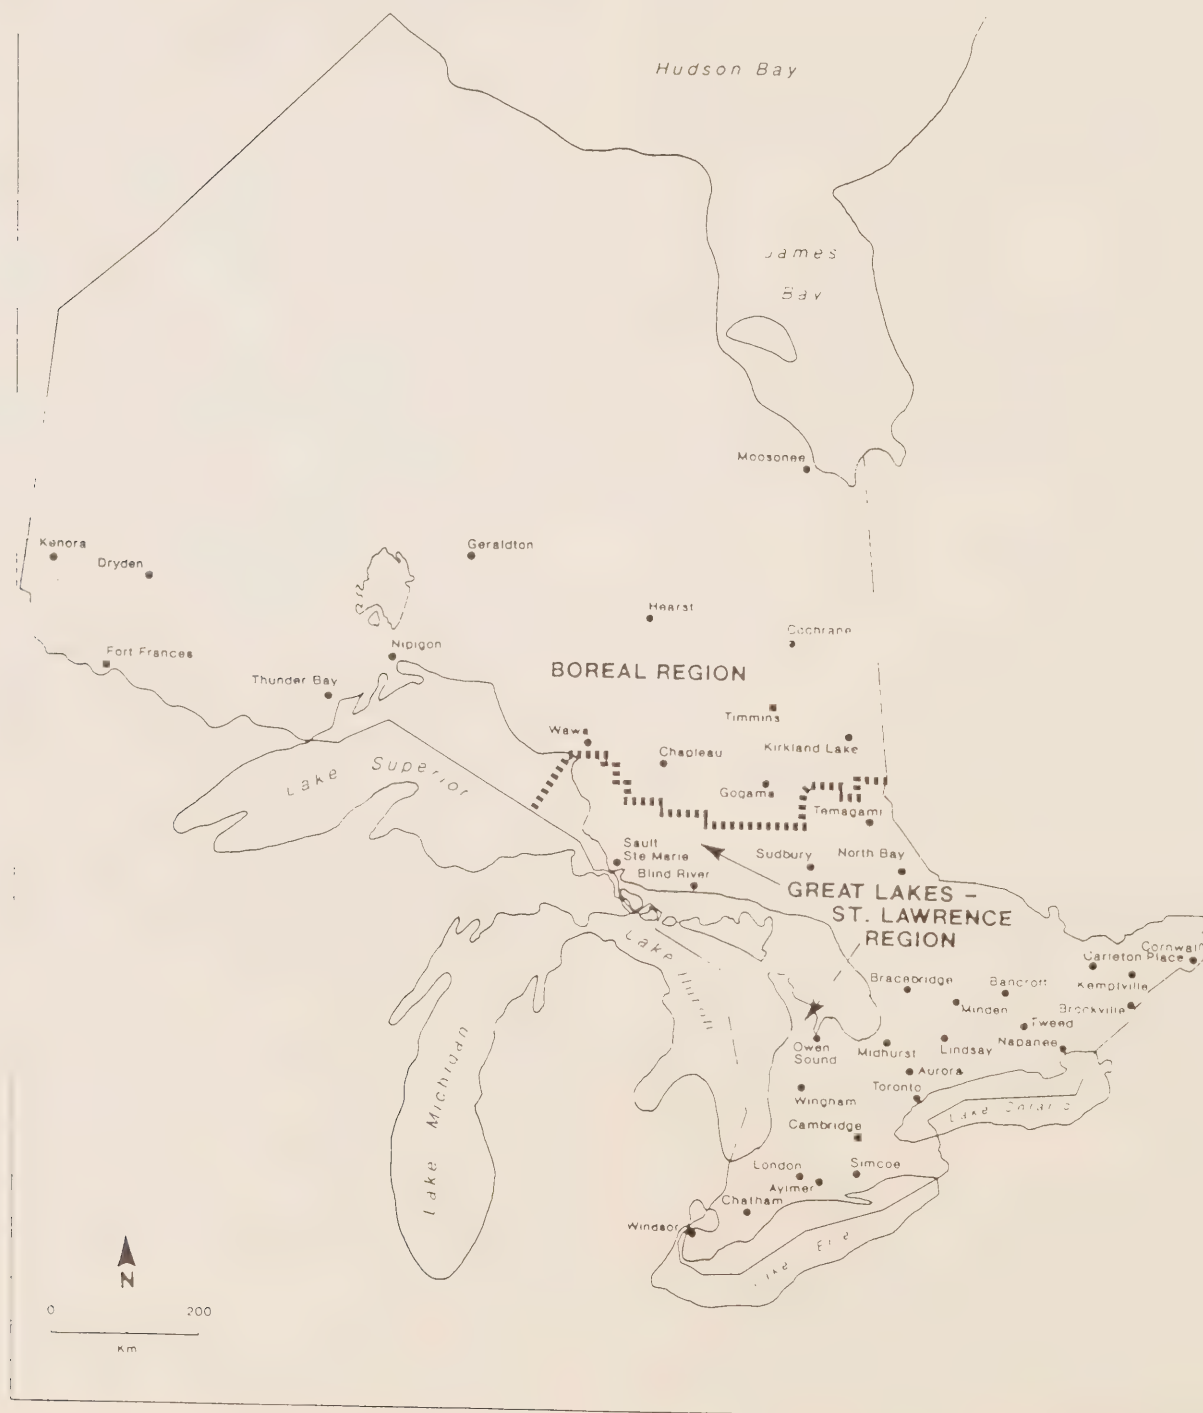 Hudson Bay
James
Bay
Moosonee
Kenora
Dryden
Geraldton
Hearst
Cochrane
Fort Frances
Nipigon
BOREAL REGION
Thunder Bay
Timmins
Wawa
Chapleau
Kirkland Lake
Lake Superior
Gogama
Temagami
Sault
Ste Marie
Sudbury
North Bay
Blind River
GREAT LAKES –
ST. LAWRENCE
REGION
Lake Huron
Cornwall
Carleton Place
Bracebridge
Bancroft
Kemptville
Minden
Brockville
Tweed
Owen
Sound
Midhurst
Lindsay
Napanee
Aurora
Lake Michigan
Toronto
Wingham
Lake Ontario
Cambridge
London
Simcoe
Aylmer
Chatham
Windsor
Lake Erie
N
0 200
Km